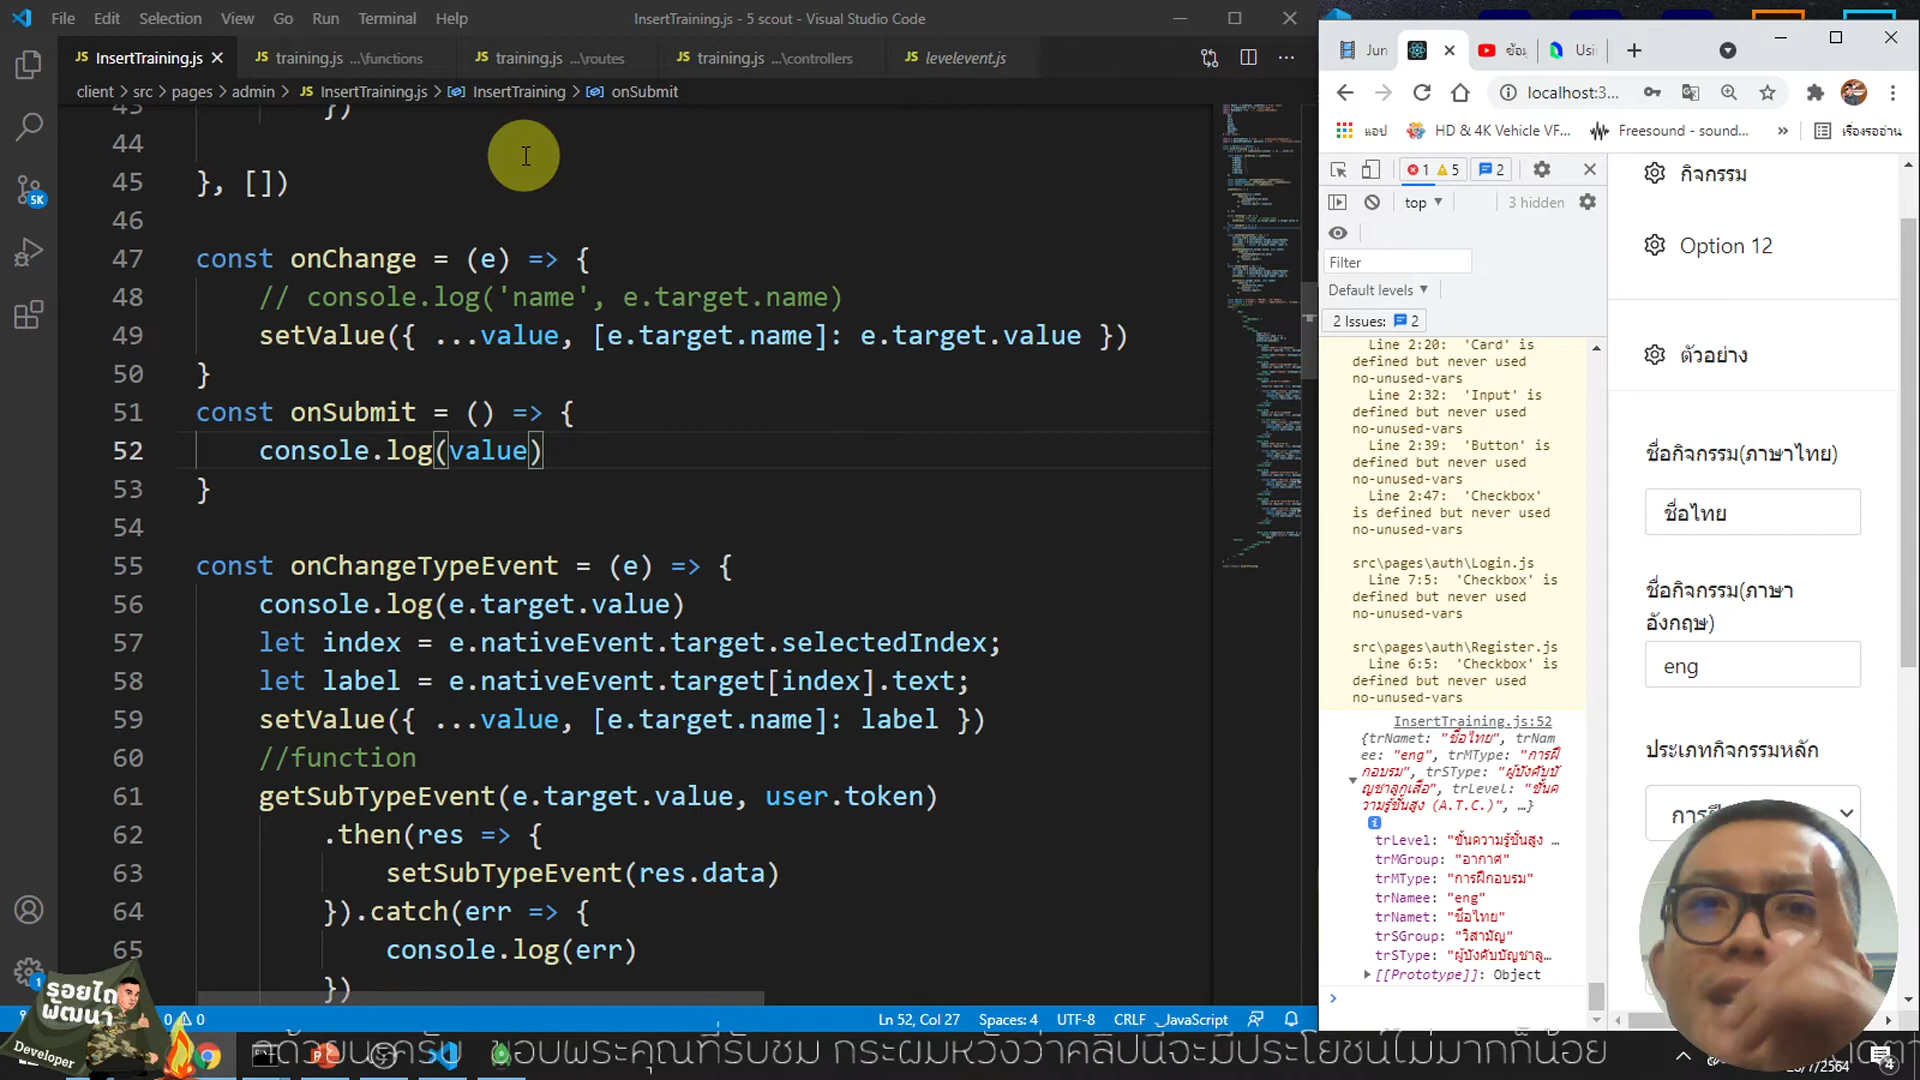 File Edit Selection View Go Run Terminal Help
InsertTraining.js - 5 scout - Visual Studio Code
JS InsertTraining.js
JS training.js ...\functions
JS training.js ...\routes
JS training.js ...\controllers
JS levelevent.js
client > src > pages > admin > JS InsertTraining.js > InsertTraining > onSubmit
43 })
44
45 }, [])
46
47 const onChange = (e) => {
48 // console.log('name', e.target.name)
49 setValue({ ...value, [e.target.name]: e.target.value })
50 }
51 const onSubmit = () => {
52 console.log(value)
53 }
54
55 const onChangeTypeEvent = (e) => {
56 console.log(e.target.value)
57 let index = e.nativeEvent.target.selectedIndex;
58 let label = e.nativeEvent.target[index].text;
59 setValue({ ...value, [e.target.name]: label })
60 //function
61 getSubTypeEvent(e.target.value, user.token)
62 .then(res => {
63 setSubTypeEvent(res.data)
64 }).catch(err => {
65 console.log(err)
})
5K
1
รอยไถ
พัฒนา
Developer
0 0
Ln 52, Col 27 Spaces: 4 UTF-8 CRLF JavaScript
Jun
Usi
localhost:3...
แอป HD & 4K Vehicle VF... Freesound - sound... » เรื่องรออ่าน
1 5 2
top 3 hidden
Filter
Default levels
2 Issues: 2
Line 2:20: 'Card' is
defined but never used
no-unused-vars
Line 2:32: 'Input' is
defined but never used
no-unused-vars
Line 2:39: 'Button' is
defined but never used
no-unused-vars
Line 2:47: 'Checkbox'
is defined but never used
no-unused-vars
src\pages\auth\Login.js
Line 7:5: 'Checkbox' is
defined but never used
no-unused-vars
src\pages\auth\Register.js
Line 6:5: 'Checkbox' is
defined but never used
no-unused-vars
InsertTraining.js:52
{trNamet: "ชื่อไทย", trNam
ee: "eng", trMType: "การฝึ
กอบรม", trSType: "ผู้บังคับบั
ญชาลูกเสือ", trLevel: "ขั้นค
วามรู้ชั้นสูง (A.T.C.)", …}
trLevel: "ขั้นความรู้ชั้นสูง …
trMGroup: "อากาศ"
trMType: "การฝึกอบรม"
trNamee: "eng"
trNamet: "ชื่อไทย"
trSGroup: "วิสามัญ"
trSType: "ผู้บังคับบัญชาลู…
[[Prototype]]: Object
กิจกรรม
Option 12
ตัวอย่าง
ชื่อกิจกรรม(ภาษาไทย)
ชื่อไทย
ชื่อกิจกรรม(ภาษา
อังกฤษ)
eng
ประเภทกิจกรรมหลัก
ด้วยนะครับ ขอบพระคุณที่รับชม กระผมหวังว่าคลิปนี้จะมีประโยชน์ไม่มากก็น้อย
4